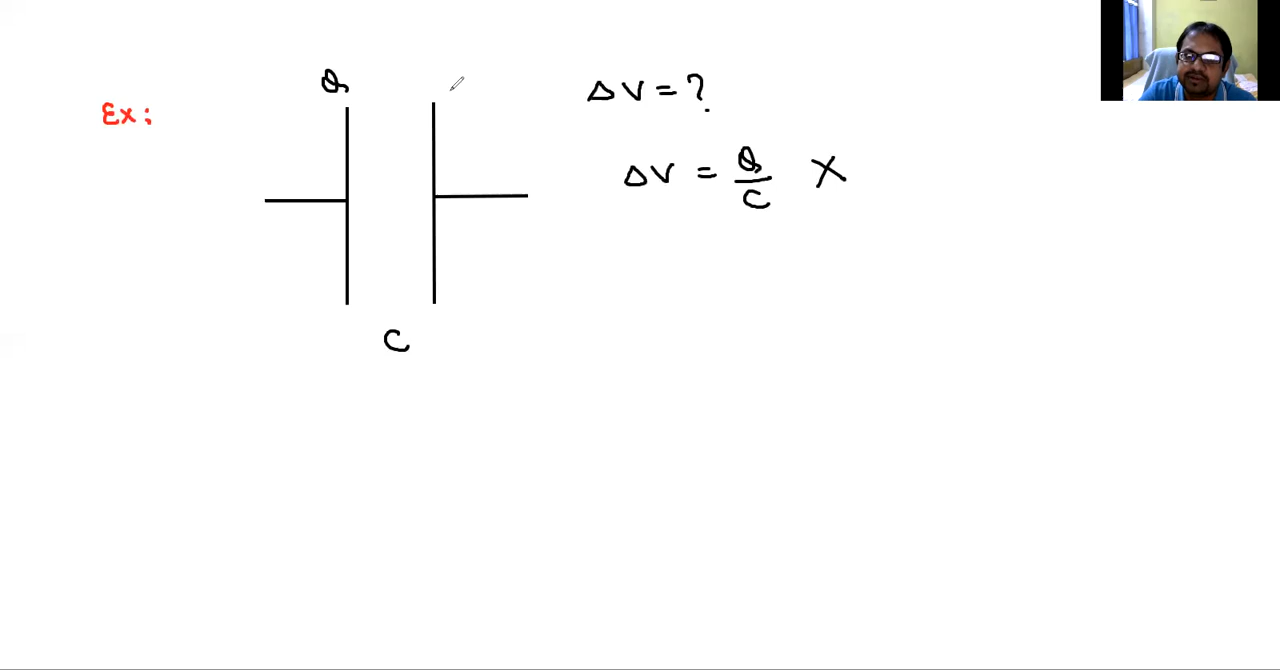 Ex:
Q
ΔV = ?
ΔV = Q/C X
C